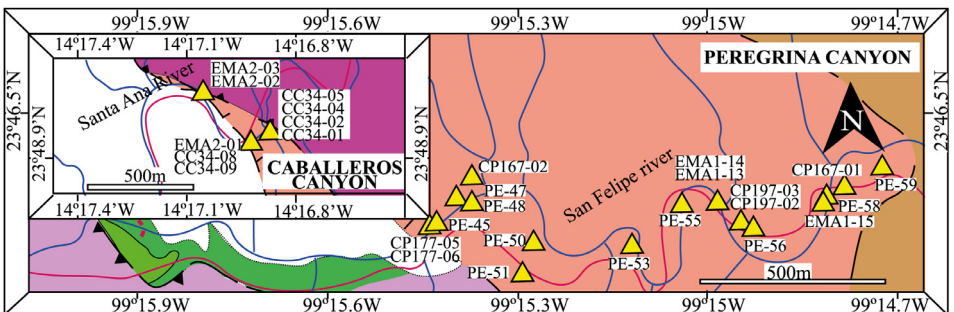 99°15.9'W 99°15.6'W 99°15.3'W 99°15'W 99°14.7'W
14°17.4'W 14°17.1'W 14°16.8'W
PEREGRINA CANYON
EMA2-03
EMA2-02
Santa Ana River
CC34-05
CC34-04
CC34-02
CC34-01
EMA2-01
CC34-08
CC34-09
CABALLEROS
CANYON
500m
23°48.9'N
23°46.5'N
14°17.4'W 14°17.1'W 14°16.8'W
N
San Felipe river
CP167-02
PE-47
PE-48
PE-45
CP177-05
CP177-06
PE-50
PE-51
PE-53
EMA1-14
EMA1-13
PE-55
CP197-03
CP197-02
PE-56
CP167-01
PE-59
PE-58
EMA1-15
500m
23°46.5'N
99°15.9'W 99°15.6'W 99°15.3'W 99°15'W 99°14.7'W